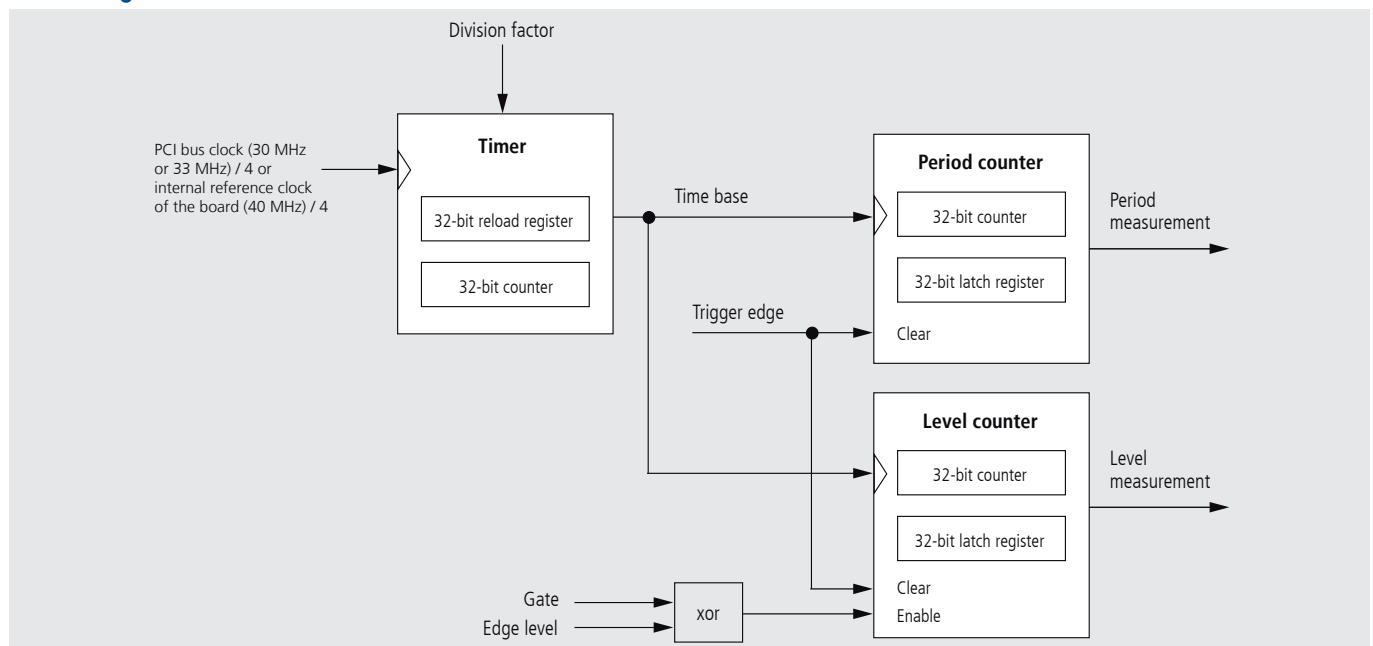 Division factor
PCI bus clock (30 MHz
or 33 MHz) / 4 or
internal reference clock
of the board (40 MHz) / 4
Timer
32-bit reload register
32-bit counter
Time base
Trigger edge
Period counter
32-bit counter
32-bit latch register
Clear
Period
measurement
Level counter
32-bit counter
32-bit latch register
Clear
Enable
Level
measurement
Gate
Edge level
xor